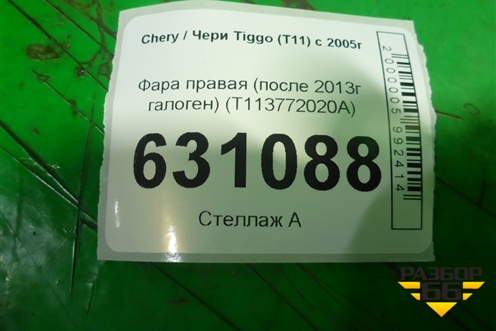 Chery / Чери Tiggo (T11) с 2005г
Фара правая (после 2013г
галоген) (T113772020A)
631088
Стеллаж А
2000005992414
РАЗБОР
66